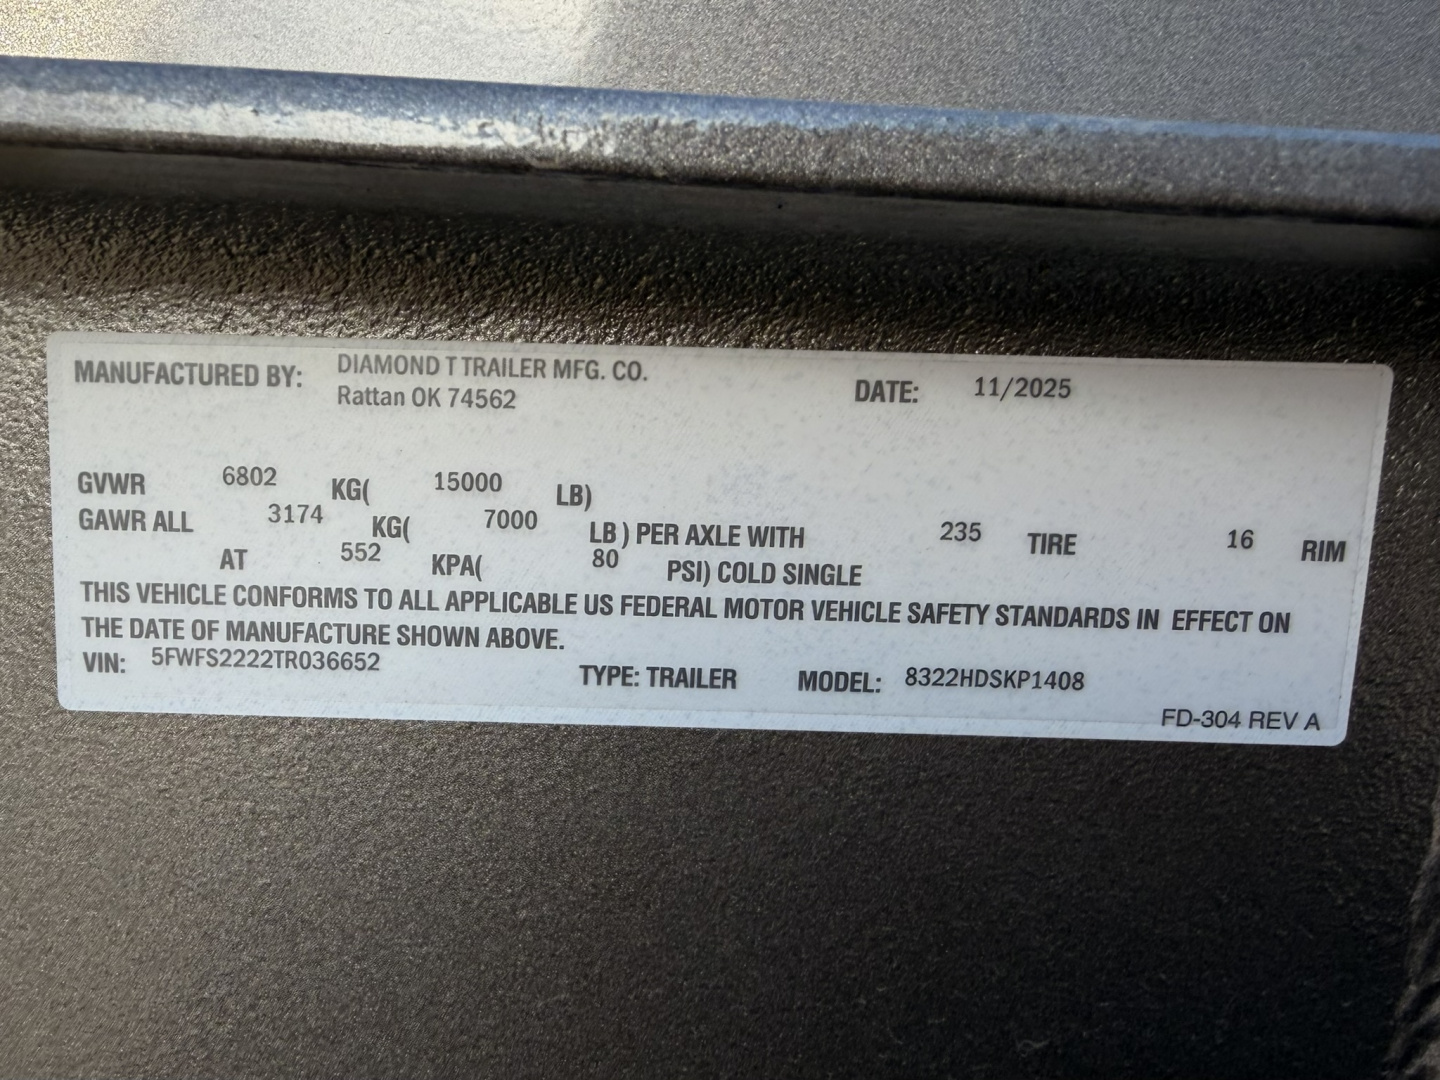 MANUFACTURED BY: DIAMOND T TRAILER MFG. CO. DATE: 11/2025
Rattan OK 74562
GVWR 6802 KG( 15000 LB)
GAWR ALL 3174 KG( 7000 LB ) PER AXLE WITH 235 TIRE 16 RIM
AT 552 KPA( 80 PSI) COLD SINGLE
THIS VEHICLE CONFORMS TO ALL APPLICABLE US FEDERAL MOTOR VEHICLE SAFETY STANDARDS IN EFFECT ON
THE DATE OF MANUFACTURE SHOWN ABOVE.
VIN: 5FWFS2222TR036652 TYPE: TRAILER MODEL: 8322HDSKP1408
FD-304 REV A